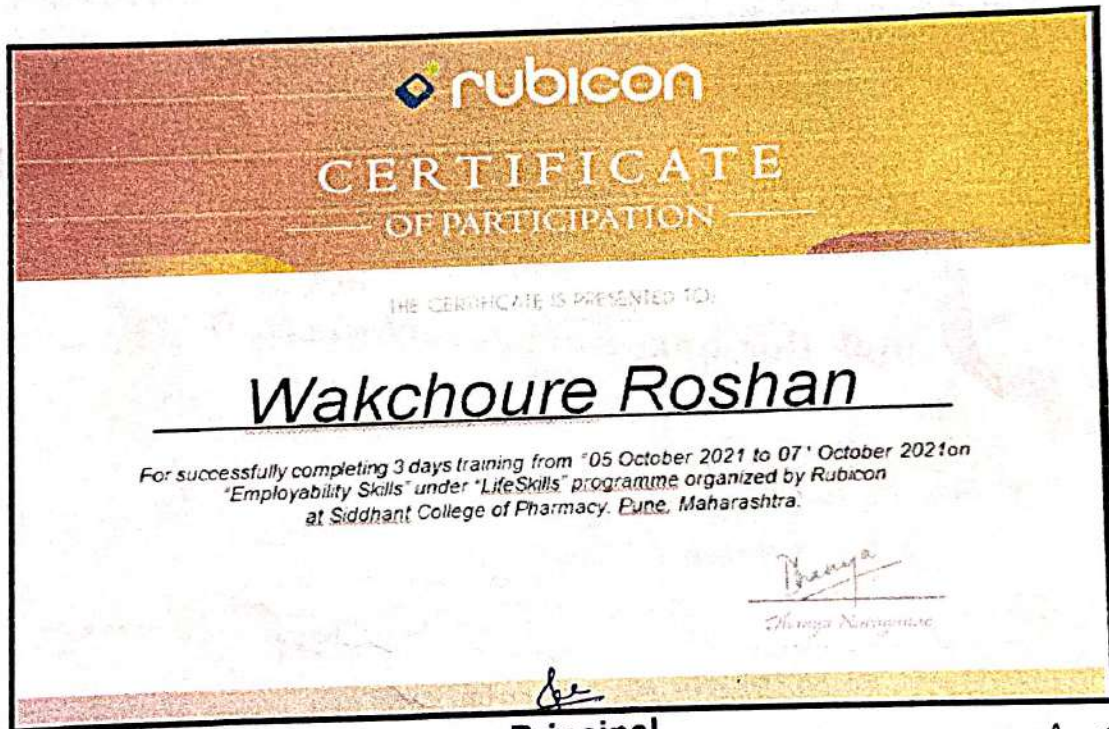 rubicon
CERTIFICATE
OF PARTICIPATION
THE CERTIFICATE IS PRESENTED TO:
Wakchoure Roshan
For successfully completing 3 days training from "05 October 2021 to 07' October 2021on
"Employability Skills" under "LifeSkills" programme organized by Rubicon
at Siddhant College of Pharmacy. Pune, Maharashtra.
Thanya
Principal